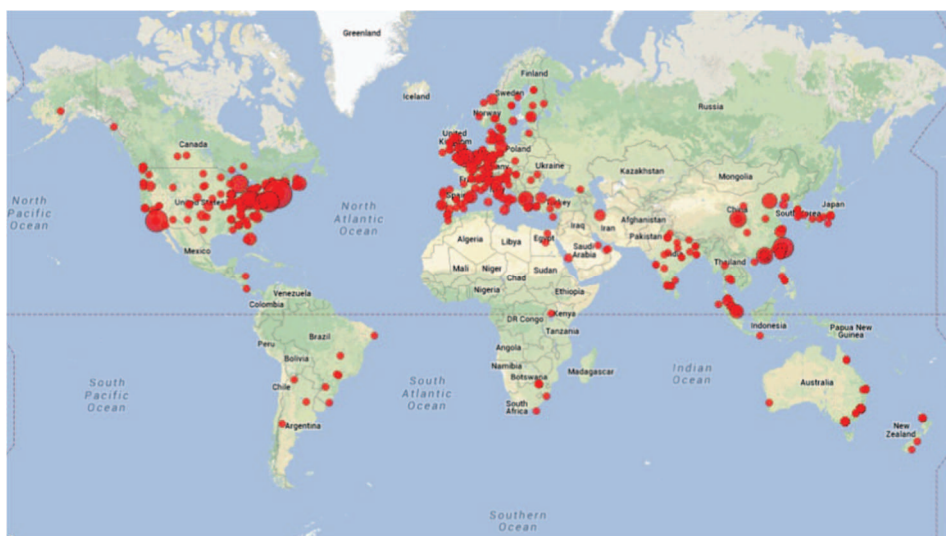 Greenland
Iceland
Finland
Sweden
Norway
Russia
Canada
United
Kingdom
Poland
Ukraine
Kazakhstan
Mongolia
North
Pacific
Ocean
United States
North
Atlantic
Ocean
Turkey
China
South Korea
Japan
Iraq
Iran
Afghanistan
Pakistan
Mexico
Algeria
Libya
Egypt
Saudi
Arabia
India
Thailand
Mali
Niger
Chad
Sudan
Nigeria
Ethiopia
Venezuela
Colombia
DR Congo
Kenya
Tanzania
Indonesia
Papua New
Guinea
Peru
Brazil
Bolivia
Angola
Namibia
Botswana
Madagascar
Indian
Ocean
South
Pacific
Ocean
Chile
South
Atlantic
Ocean
Australia
South
Africa
Argentina
New
Zealand
Southern
Ocean